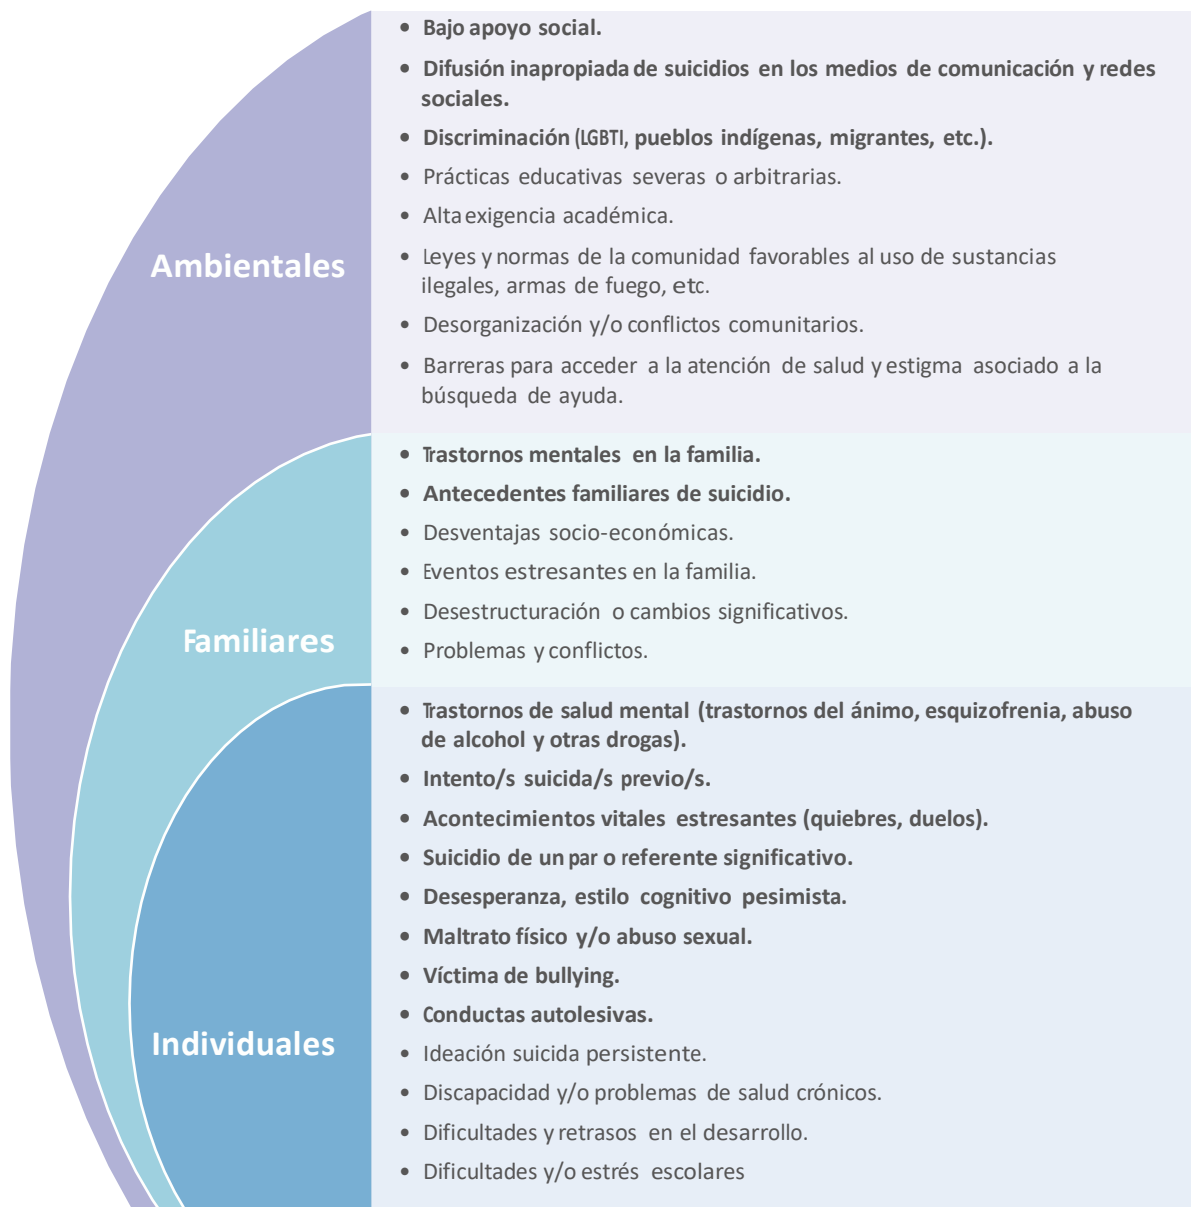 Ambientales
• Bajo apoyo social.
• Difusión inapropiada de suicidios en los medios de comunicación y redes
sociales.
• Discriminación (LGBTI, pueblos indígenas, migrantes, etc.).
• Prácticas educativas severas o arbitrarias.
• Alta exigencia académica.
• Leyes y normas de la comunidad favorables al uso de sustancias
ilegales, armas de fuego, etc.
• Desorganización y/o conflictos comunitarios.
• Barreras para acceder a la atención de salud y estigma asociado a la
búsqueda de ayuda.
Familiares
• Trastornos mentales en la familia.
• Antecedentes familiares de suicidio.
• Desventajas socio-económicas.
• Eventos estresantes en la familia.
• Desestructuración o cambios significativos.
• Problemas y conflictos.
Individuales
• Trastornos de salud mental (trastornos del ánimo, esquizofrenia, abuso
de alcohol y otras drogas).
• Intento/s suicida/s previo/s.
• Acontecimientos vitales estresantes (quiebres, duelos).
• Suicidio de un par o referente significativo.
• Desesperanza, estilo cognitivo pesimista.
• Maltrato físico y/o abuso sexual.
• Víctima de bullying.
• Conductas autolesivas.
• Ideación suicida persistente.
• Discapacidad y/o problemas de salud crónicos.
• Dificultades y retrasos en el desarrollo.
• Dificultades y/o estrés escolares